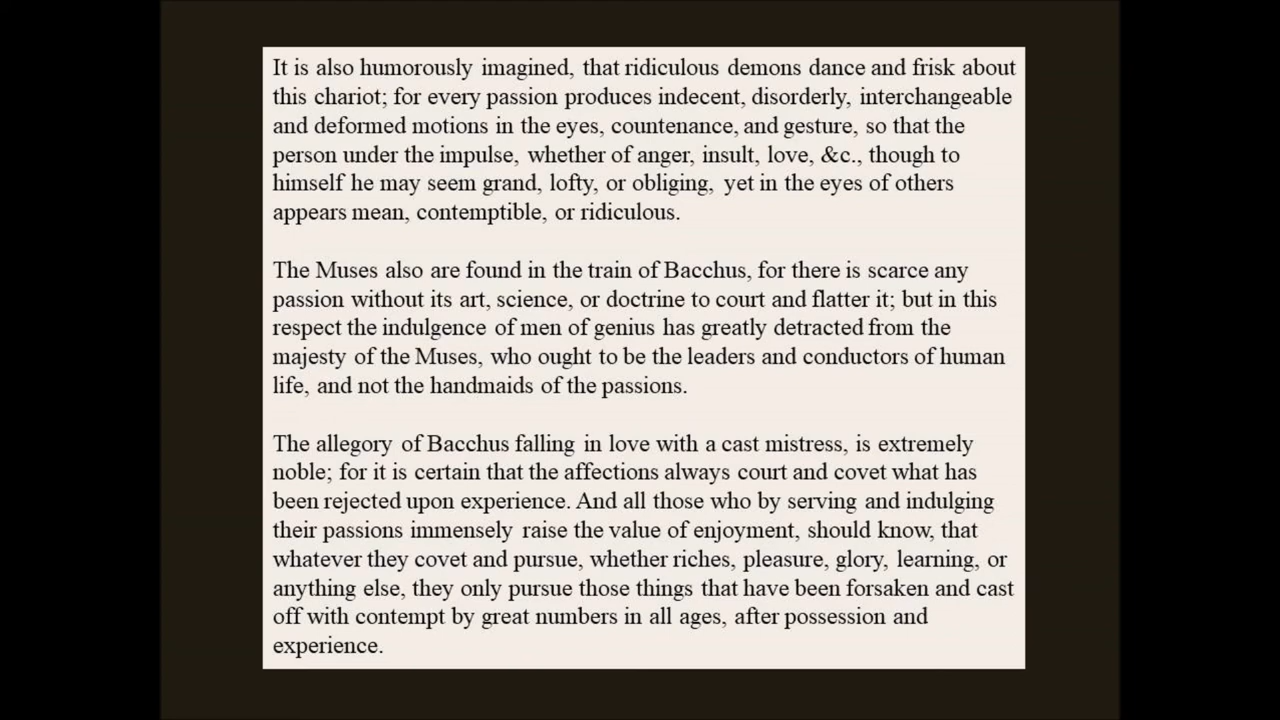 It is also humorously imagined, that ridiculous demons dance and frisk about
this chariot; for every passion produces indecent, disorderly, interchangeable
and deformed motions in the eyes, countenance, and gesture, so that the
person under the impulse, whether of anger, insult, love, &c., though to
himself he may seem grand, lofty, or obliging, yet in the eyes of others
appears mean, contemptible, or ridiculous.
The Muses also are found in the train of Bacchus, for there is scarce any
passion without its art, science, or doctrine to court and flatter it; but in this
respect the indulgence of men of genius has greatly detracted from the
majesty of the Muses, who ought to be the leaders and conductors of human
life, and not the handmaids of the passions.
The allegory of Bacchus falling in love with a cast mistress, is extremely
noble; for it is certain that the affections always court and covet what has
been rejected upon experience. And all those who by serving and indulging
their passions immensely raise the value of enjoyment, should know, that
whatever they covet and pursue, whether riches, pleasure, glory, learning, or
anything else, they only pursue those things that have been forsaken and cast
off with contempt by great numbers in all ages, after possession and
experience.